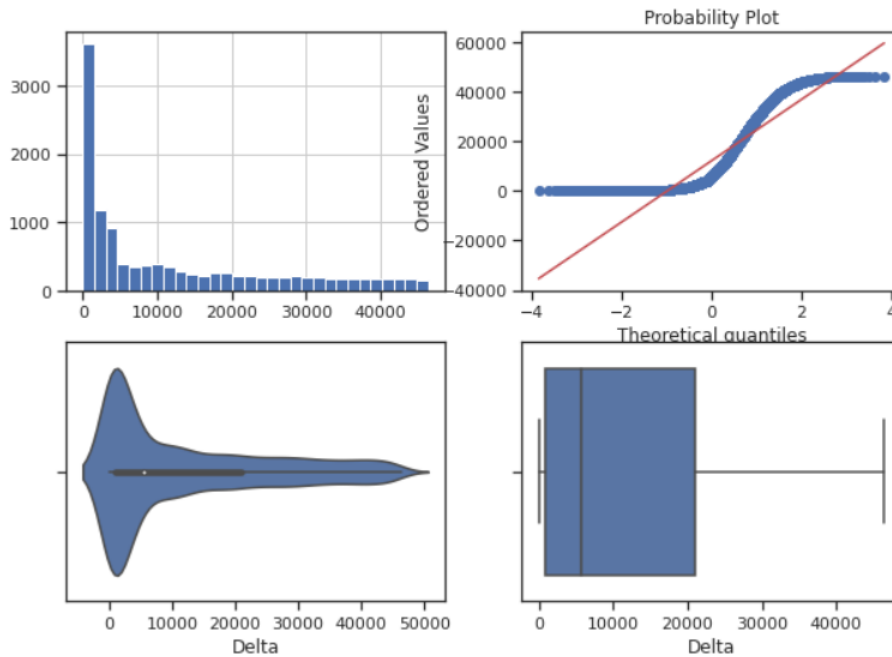 Probability Plot
3000
2000
1000
0
0 10000 20000 30000 40000
Ordered Values
60000
40000
20000
0
−20000
−40000
−4 −2 0 2 4
Theoretical quantiles
0 10000 20000 30000 40000 50000
Delta
0 10000 20000 30000 40000
Delta